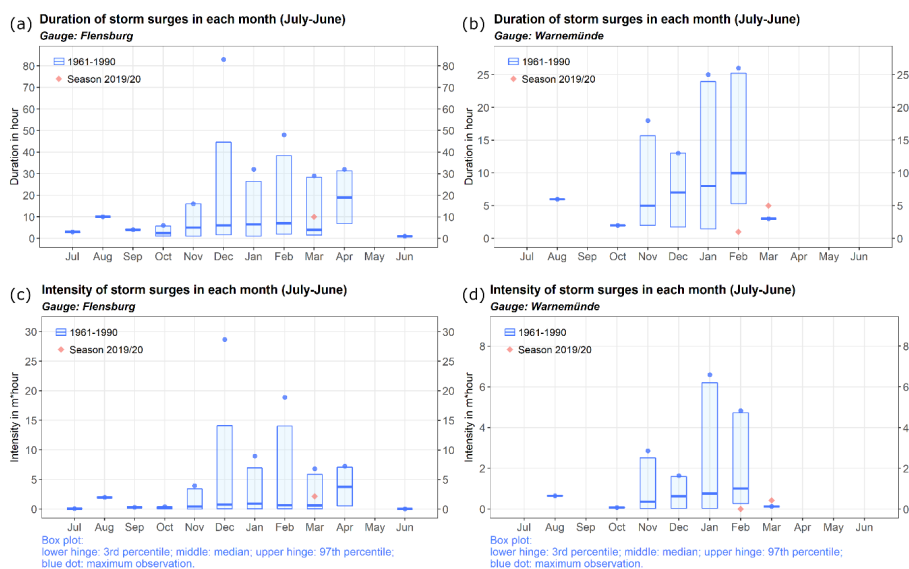 (a) Duration of storm surges in each month (July-June)
Gauge: Flensburg
1961-1990
Season 2019/20
Duration in hour
80 80
70 70
60 60
50 50
40 40
30 30
20 20
10 10
0 0
Jul Aug Sep Oct Nov Dec Jan Feb Mar Apr May Jun
(b) Duration of storm surges in each month (July-June)
Gauge: Warnemünde
1961-1990
Season 2019/20
Duration in hour
25 25
20 20
15 15
10 10
5 5
0 0
Jul Aug Sep Oct Nov Dec Jan Feb Mar Apr May Jun
(c) Intensity of storm surges in each month (July-June)
Gauge: Flensburg
1961-1990
Season 2019/20
Intensity in m*hour
30 30
25 25
20 20
15 15
10 10
5 5
0 0
Jul Aug Sep Oct Nov Dec Jan Feb Mar Apr May Jun
Box plot:
lower hinge: 3rd percentile; middle: median; upper hinge: 97th percentile;
blue dot: maximum observation.
(d) Intensity of storm surges in each month (July-June)
Gauge: Warnemünde
1961-1990
Season 2019/20
Intensity in m*hour
8 8
6 6
4 4
2 2
0 0
Jul Aug Sep Oct Nov Dec Jan Feb Mar Apr May Jun
Box plot:
lower hinge: 3rd percentile; middle: median; upper hinge: 97th percentile;
blue dot: maximum observation.